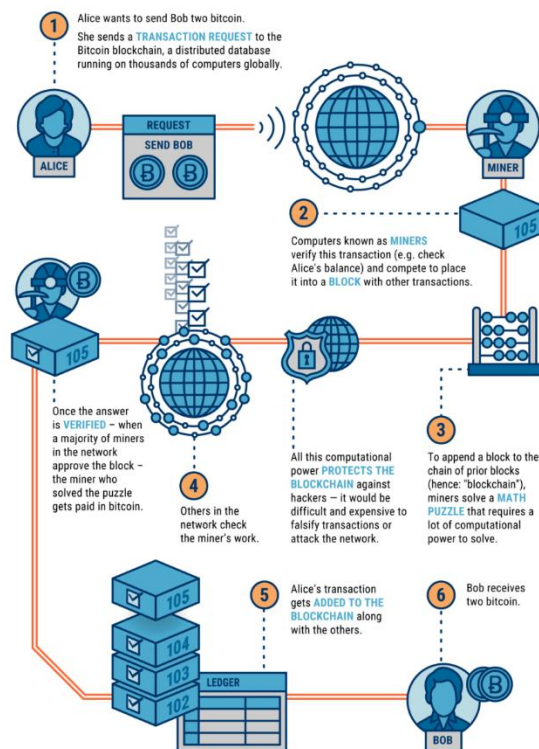 1
Alice wants to send Bob two bitcoin.
She sends a TRANSACTION REQUEST to the
Bitcoin blockchain, a distributed database
running on thousands of computers globally.
ALICE
REQUEST
SEND BOB
MINER
105
2
Computers known as MINERS
verify this transaction (e.g. check
Alice's balance) and compete to place
it into a BLOCK with other transactions.
3
To append a block to the
chain of prior blocks
(hence: "blockchain"),
miners solve a MATH
PUZZLE that requires a
lot of computational
power to solve.
All this computational
power PROTECTS THE
BLOCKCHAIN against
hackers – it would be
difficult and expensive to
falsify transactions or
attack the network.
4
Others in the
network check
the miner's work.
105
Once the answer
is VERIFIED – when
a majority of miners
in the network
approve the block –
the miner who
solved the puzzle
gets paid in bitcoin.
105
104
103
102
LEDGER
5
Alice's transaction
gets ADDED TO THE
BLOCKCHAIN along
with the others.
6
Bob receives
two bitcoin.
BOB